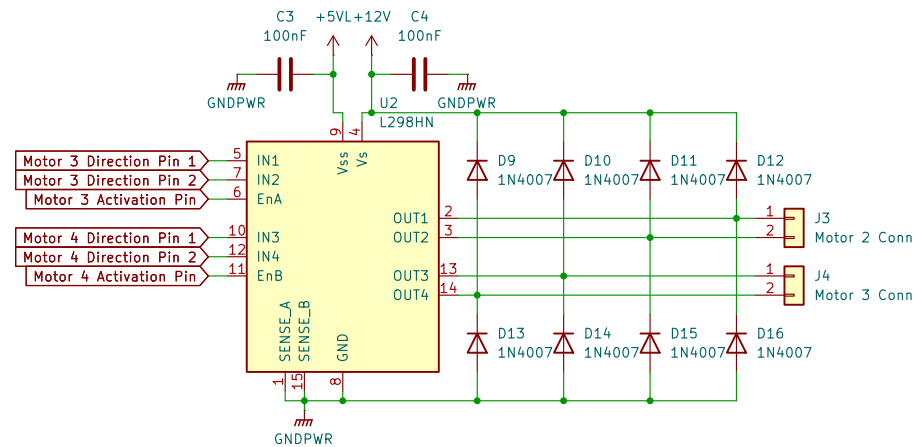 C3 +5VL +12V C4
100nF 100nF
GNDPWR GNDPWR
U2
L298HN
9 4
Vss Vs
Motor 3 Direction Pin 1 5 IN1
Motor 3 Direction Pin 2 7 IN2
Motor 3 Activation Pin 6 EnA
Motor 4 Direction Pin 1 10 IN3
Motor 4 Direction Pin 2 12 IN4
Motor 4 Activation Pin 11 EnB
OUT1 2
OUT2 3
OUT3 13
OUT4 14
D9 D10 D11 D12
1N4007 1N4007 1N4007 1N4007
1 J3
2 Motor 2 Conn
1 J4
2 Motor 3 Conn
D13 D14 D15 D16
1N4007 1N4007 1N4007 1N4007
SENSE_A SENSE_B GND
1 15 8
GNDPWR